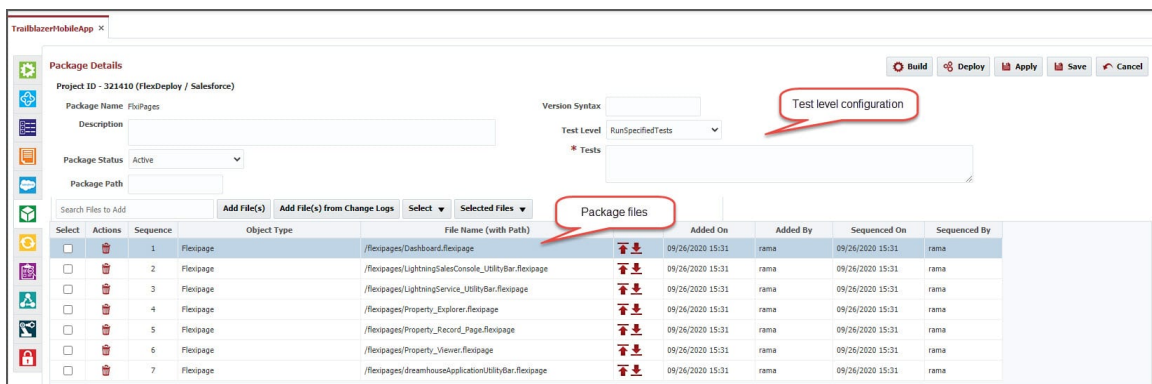 TrailblazerMobileApp ×
Package Details
Build Deploy Apply Save Cancel
Project ID - 321410 (FlexDeploy / Salesforce)
Package Name FlxiPages
Version Syntax
Test level configuration
Description
Test Level RunSpecifiedTests
* Tests
Package Status Active
Package Path
Search Files to Add Add File(s) Add File(s) from Change Logs Select Selected Files
Package files
Select Actions Sequence Object Type File Name (with Path) Added On Added By Sequenced On Sequenced By
1 Flexipage /flexipages/Dashboard.flexipage 09/26/2020 15:31 rama 09/26/2020 15:31 rama
2 Flexipage /flexipages/LightningSalesConsole_UtilityBar.flexipage 09/26/2020 15:31 rama 09/26/2020 15:31 rama
3 Flexipage /flexipages/LightningService_UtilityBar.flexipage 09/26/2020 15:31 rama 09/26/2020 15:31 rama
4 Flexipage /flexipages/Property_Explorer.flexipage 09/26/2020 15:31 rama 09/26/2020 15:31 rama
5 Flexipage /flexipages/Property_Record_Page.flexipage 09/26/2020 15:31 rama 09/26/2020 15:31 rama
6 Flexipage /flexipages/Property_Viewer.flexipage 09/26/2020 15:31 rama 09/26/2020 15:31 rama
7 Flexipage /flexipages/dreamhouseApplicationUtilityBar.flexipage 09/26/2020 15:31 rama 09/26/2020 15:31 rama